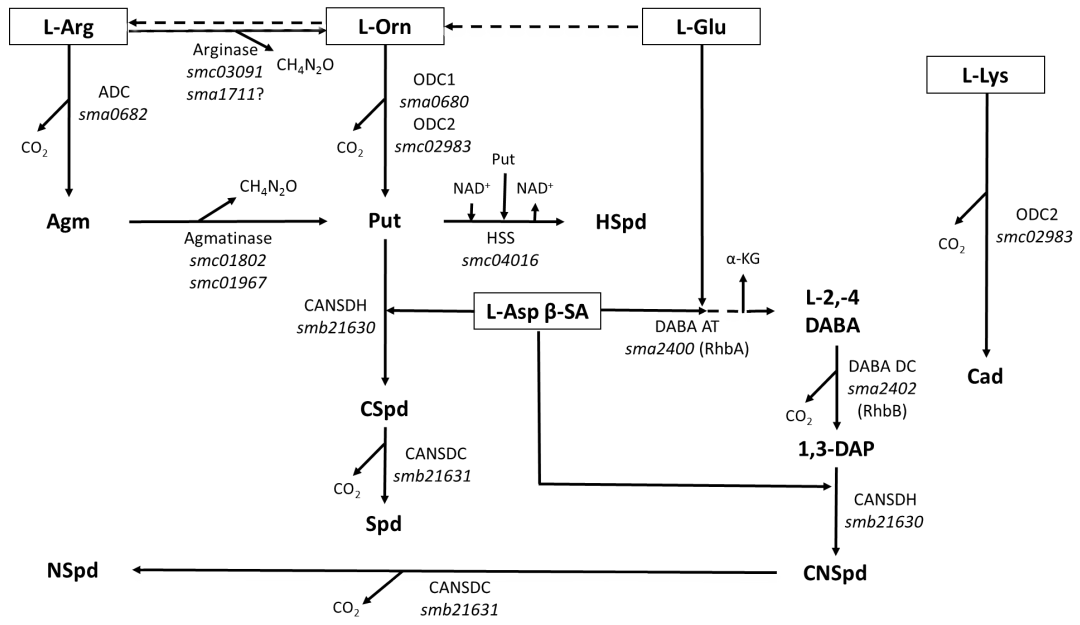 L-Arg
L-Orn
L-Glu
Arginase
smc03091
sma1711?
CH₄N₂O
L-Lys
ADC
sma0682
CO₂
ODC1
sma0680
ODC2
smc02983
CO₂
Put
NAD⁺
NAD⁺
CH₄N₂O
Agm
Put
HSpd
Agmatinase
smc01802
smc01967
HSS
smc04016
ODC2
smc02983
CO₂
α-KG
CANSDH
smb21630
L-Asp β-SA
DABA AT
sma2400 (RhbA)
L-2,-4
DABA
DABA DC
sma2402
(RhbB)
CO₂
Cad
CSpd
1,3-DAP
CANSDC
smb21631
CO₂
CANSDH
smb21630
Spd
NSpd
CNSpd
CANSDC
smb21631
CO₂